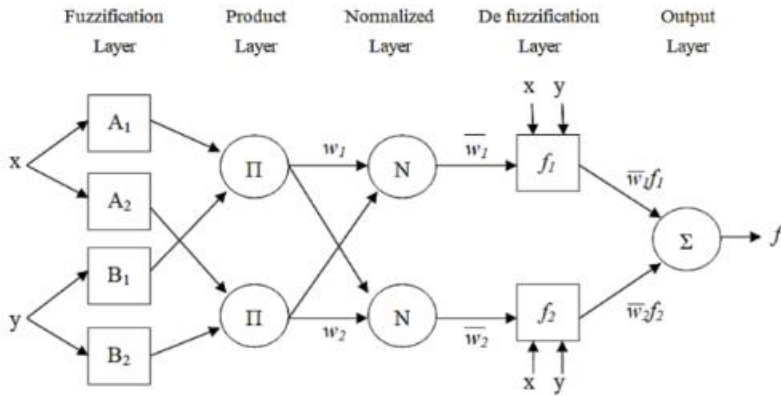 Fuzzification Product Normalized De fuzzification Output
Layer Layer Layer Layer Layer
x y
A₁
w₁ w̅₁ f₁
x Π N w̅₁f₁
A₂
Σ f
B₁
Π N f₂ w̅₂f₂
y w₂ w̅₂
B₂
x y